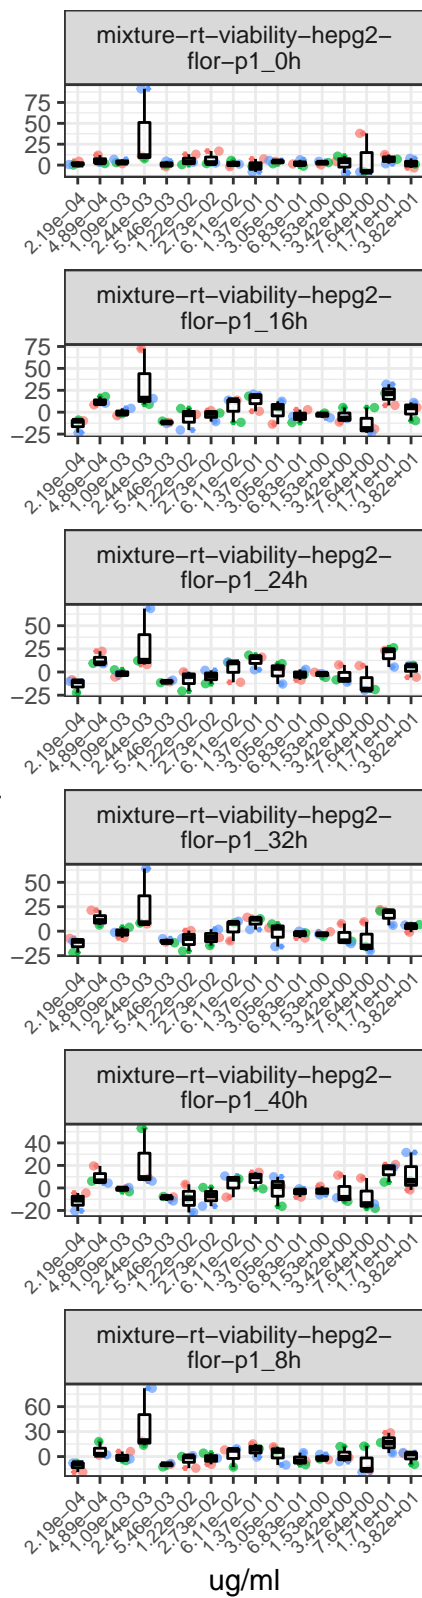 mixture−rt−viability−hepg2−
flor−p1_0h
75
50
25
0
2.19e−04
4.89e−04
1.09e−03
2.44e−03
5.46e−03
1.22e−02
2.73e−02
6.11e−02
1.37e−01
3.05e−01
6.83e−01
1.53e+00
3.42e+00
7.64e+00
1.71e+01
3.82e+01
mixture−rt−viability−hepg2−
flor−p1_16h
75
50
25
0
−25
2.19e−04
4.89e−04
1.09e−03
2.44e−03
5.46e−03
1.22e−02
2.73e−02
6.11e−02
1.37e−01
3.05e−01
6.83e−01
1.53e+00
3.42e+00
7.64e+00
1.71e+01
3.82e+01
mixture−rt−viability−hepg2−
flor−p1_24h
50
25
0
−25
2.19e−04
4.89e−04
1.09e−03
2.44e−03
5.46e−03
1.22e−02
2.73e−02
6.11e−02
1.37e−01
3.05e−01
6.83e−01
1.53e+00
3.42e+00
7.64e+00
1.71e+01
3.82e+01
mixture−rt−viability−hepg2−
flor−p1_32h
50
25
0
−25
2.19e−04
4.89e−04
1.09e−03
2.44e−03
5.46e−03
1.22e−02
2.73e−02
6.11e−02
1.37e−01
3.05e−01
6.83e−01
1.53e+00
3.42e+00
7.64e+00
1.71e+01
3.82e+01
mixture−rt−viability−hepg2−
flor−p1_40h
40
20
0
−20
2.19e−04
4.89e−04
1.09e−03
2.44e−03
5.46e−03
1.22e−02
2.73e−02
6.11e−02
1.37e−01
3.05e−01
6.83e−01
1.53e+00
3.42e+00
7.64e+00
1.71e+01
3.82e+01
mixture−rt−viability−hepg2−
flor−p1_8h
60
30
0
2.19e−04
4.89e−04
1.09e−03
2.44e−03
5.46e−03
1.22e−02
2.73e−02
6.11e−02
1.37e−01
3.05e−01
6.83e−01
1.53e+00
3.42e+00
7.64e+00
1.71e+01
3.82e+01
ug/ml